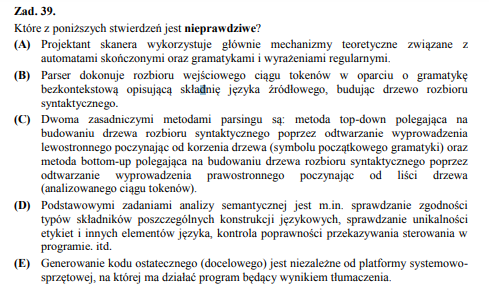 Zad. 39.
Które z poniższych stwierdzeń jest nieprawdziwe?
(A) Projektant skanera wykorzystuje głównie mechanizmy teoretyczne związane z
automatami skończonymi oraz gramatykami i wyrażeniami regularnymi.
(B) Parser dokonuje rozbioru wejściowego ciągu tokenów w oparciu o gramatykę
bezkontekstową opisującą składnię języka źródłowego, budując drzewo rozbioru
syntaktycznego.
(C) Dwoma zasadniczymi metodami parsingu są: metoda top-down polegająca na
budowaniu drzewa rozbioru syntaktycznego poprzez odtwarzanie wyprowadzenia
lewostronnego poczynając od korzenia drzewa (symbolu początkowego gramatyki) oraz
metoda bottom-up polegająca na budowaniu drzewa rozbioru syntaktycznego poprzez
odtwarzanie wyprowadzenia prawostronnego poczynając od liści drzewa
(analizowanego ciągu tokenów).
(D) Podstawowymi zadaniami analizy semantycznej jest m.in. sprawdzanie zgodności
typów składników poszczególnych konstrukcji językowych, sprawdzanie unikalności
etykiet i innych elementów języka, kontrola poprawności przekazywania sterowania w
programie. itd.
(E) Generowanie kodu ostatecznego (docelowego) jest niezależne od platformy systemowo-
sprzętowej, na której ma działać program będący wynikiem tłumaczenia.